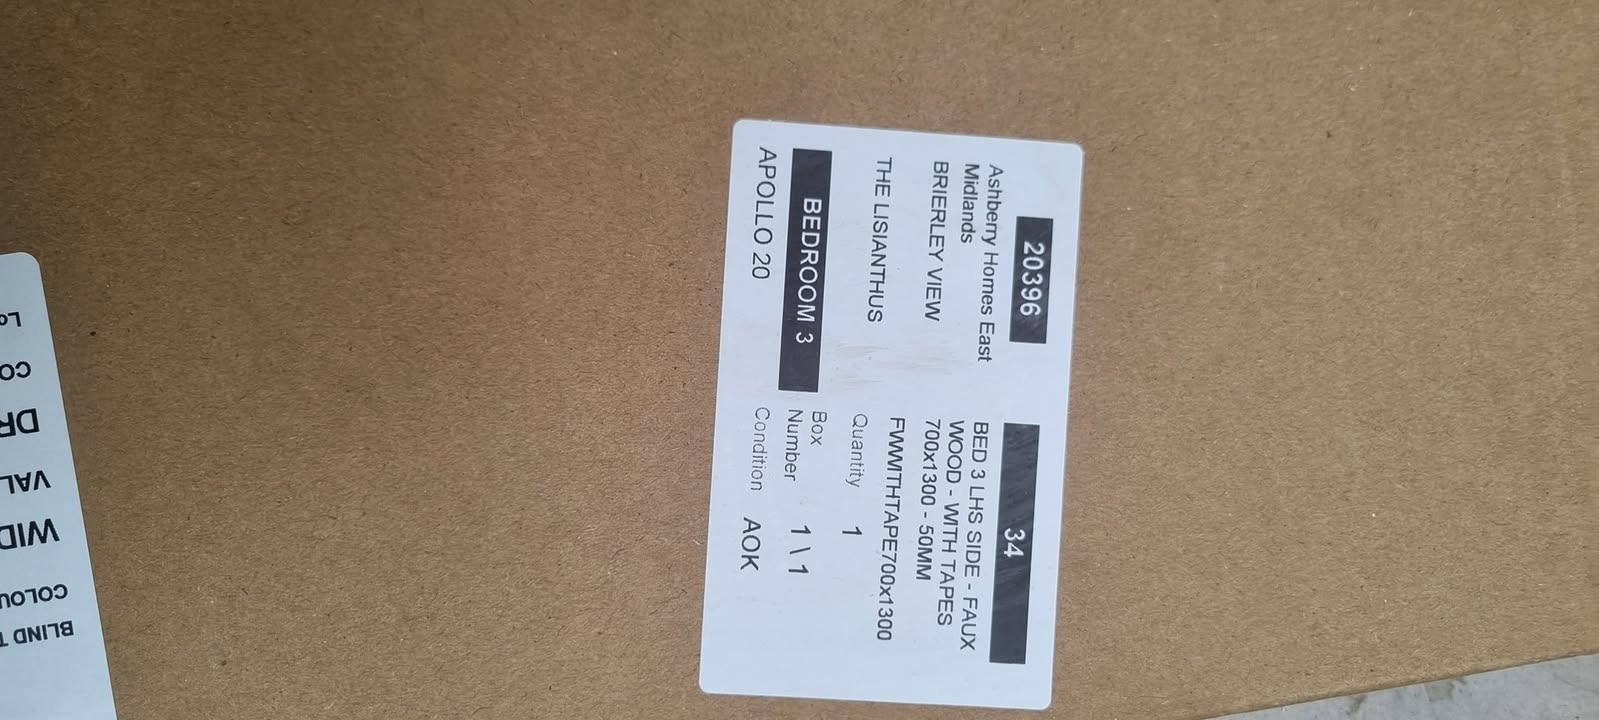 20396
Ashberry Homes East
Midlands
BRIERLEY VIEW
THE LISIANTHUS
BEDROOM 3
APOLLO 20
34
BED 3 LHS SIDE - FAUX
WOOD - WITH TAPES
700x1300 - 50MM
FWWTHTAPE700x1300
Quantity 1
Box
Number 1 \ 1
Condition AOK
BLIND T
COLOU
WID
VAL
DR
CO
Lo